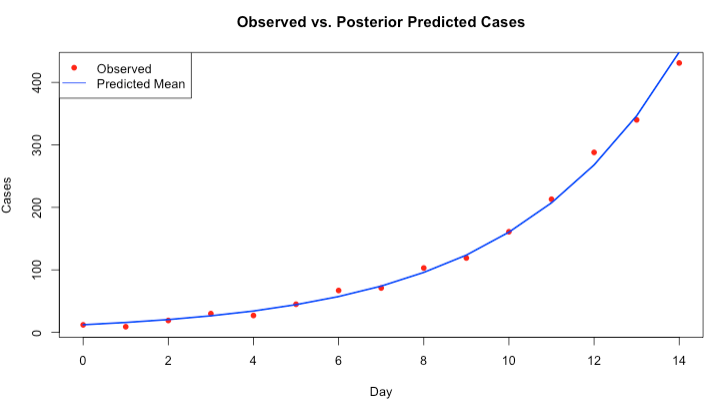 Observed vs. Posterior Predicted Cases
Observed
Predicted Mean
Cases
400
300
200
100
0
0 2 4 6 8 10 12 14
Day